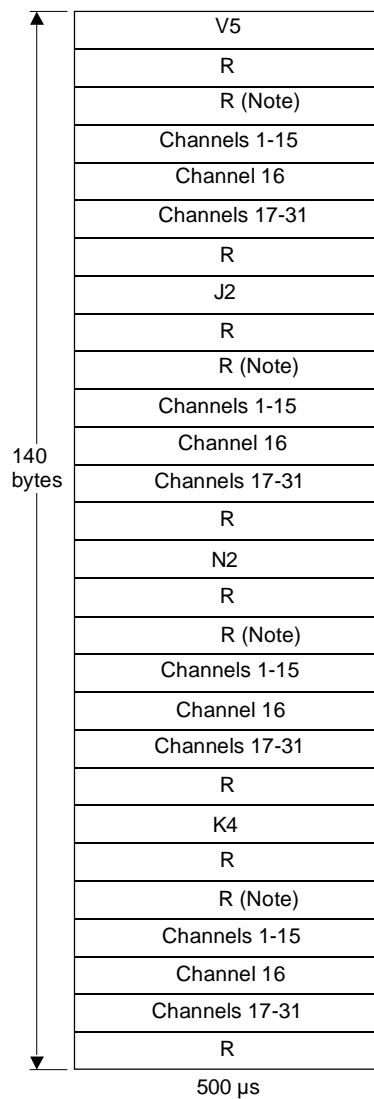 V5
R
R (Note)
Channels 1-15
Channel 16
Channels 17-31
R
J2
R
R (Note)
Channels 1-15
Channel 16
Channels 17-31
R
N2
R
R (Note)
Channels 1-15
Channel 16
Channels 17-31
R
K4
R
R (Note)
Channels 1-15
Channel 16
Channels 17-31
R
140
bytes
500 µs